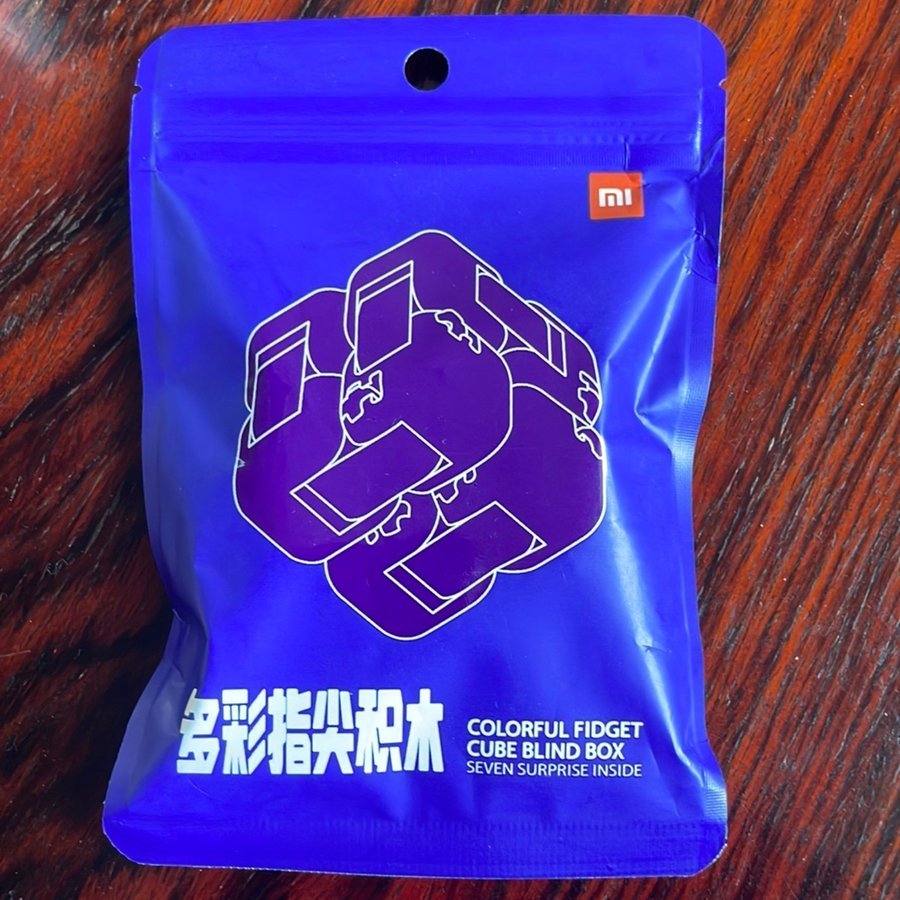 mi
多彩指尖积木
COLORFUL FIDGET
CUBE BLIND BOX
SEVEN SURPRISE INSIDE